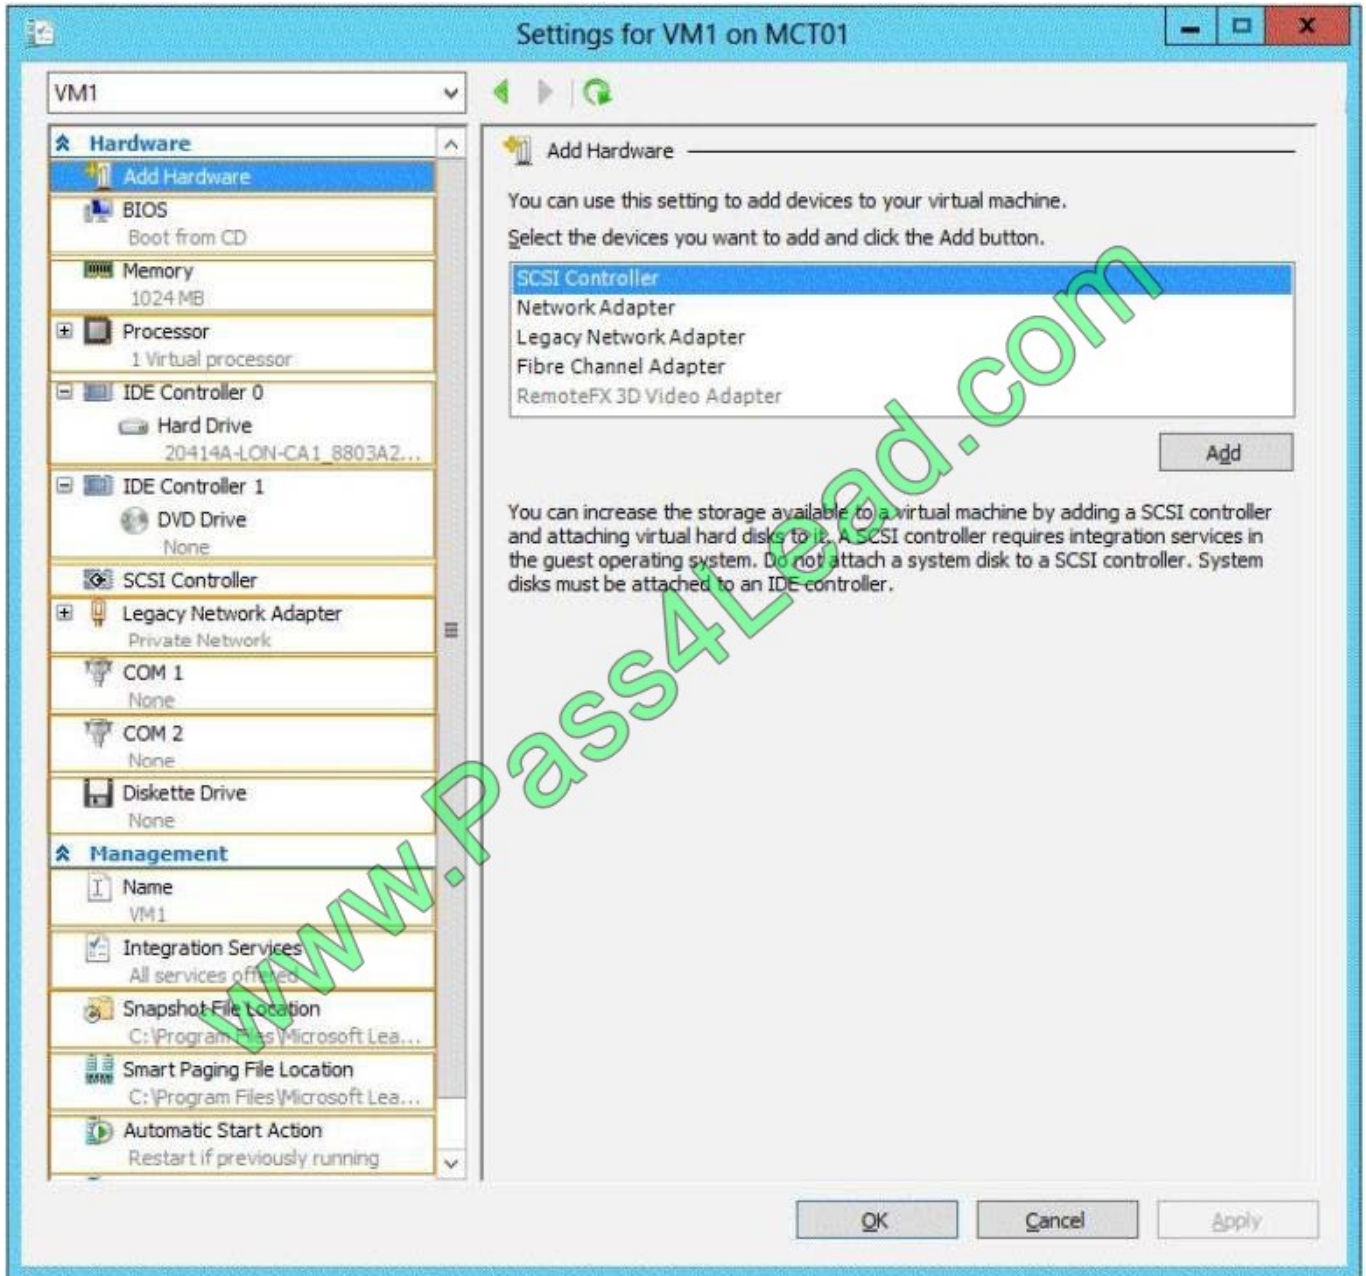 Settings for VM1 on MCT01
VM1
Hardware
Add Hardware
BIOS
Boot from CD
Memory
1024 MB
Processor
1 Virtual processor
IDE Controller 0
Hard Drive
20414A-LON-CA1_8803A2...
IDE Controller 1
DVD Drive
None
SCSI Controller
Legacy Network Adapter
Private Network
COM 1
None
COM 2
None
Diskette Drive
None
Management
Name
VM1
Integration Services
All services offered
Snapshot File Location
C:\Program Files\Microsoft Lea...
Smart Paging File Location
C:\Program Files\Microsoft Lea...
Automatic Start Action
Restart if previously running
Add Hardware
You can use this setting to add devices to your virtual machine.
Select the devices you want to add and click the Add button.
SCSI Controller
Network Adapter
Legacy Network Adapter
Fibre Channel Adapter
RemoteFX 3D Video Adapter
Add
You can increase the storage available to a virtual machine by adding a SCSI controller
and attaching virtual hard disks to it. A SCSI controller requires integration services in
the guest operating system. Do not attach a system disk to a SCSI controller. System
disks must be attached to an IDE controller.
www.Pass4Lead.com
OK
Cancel
Apply